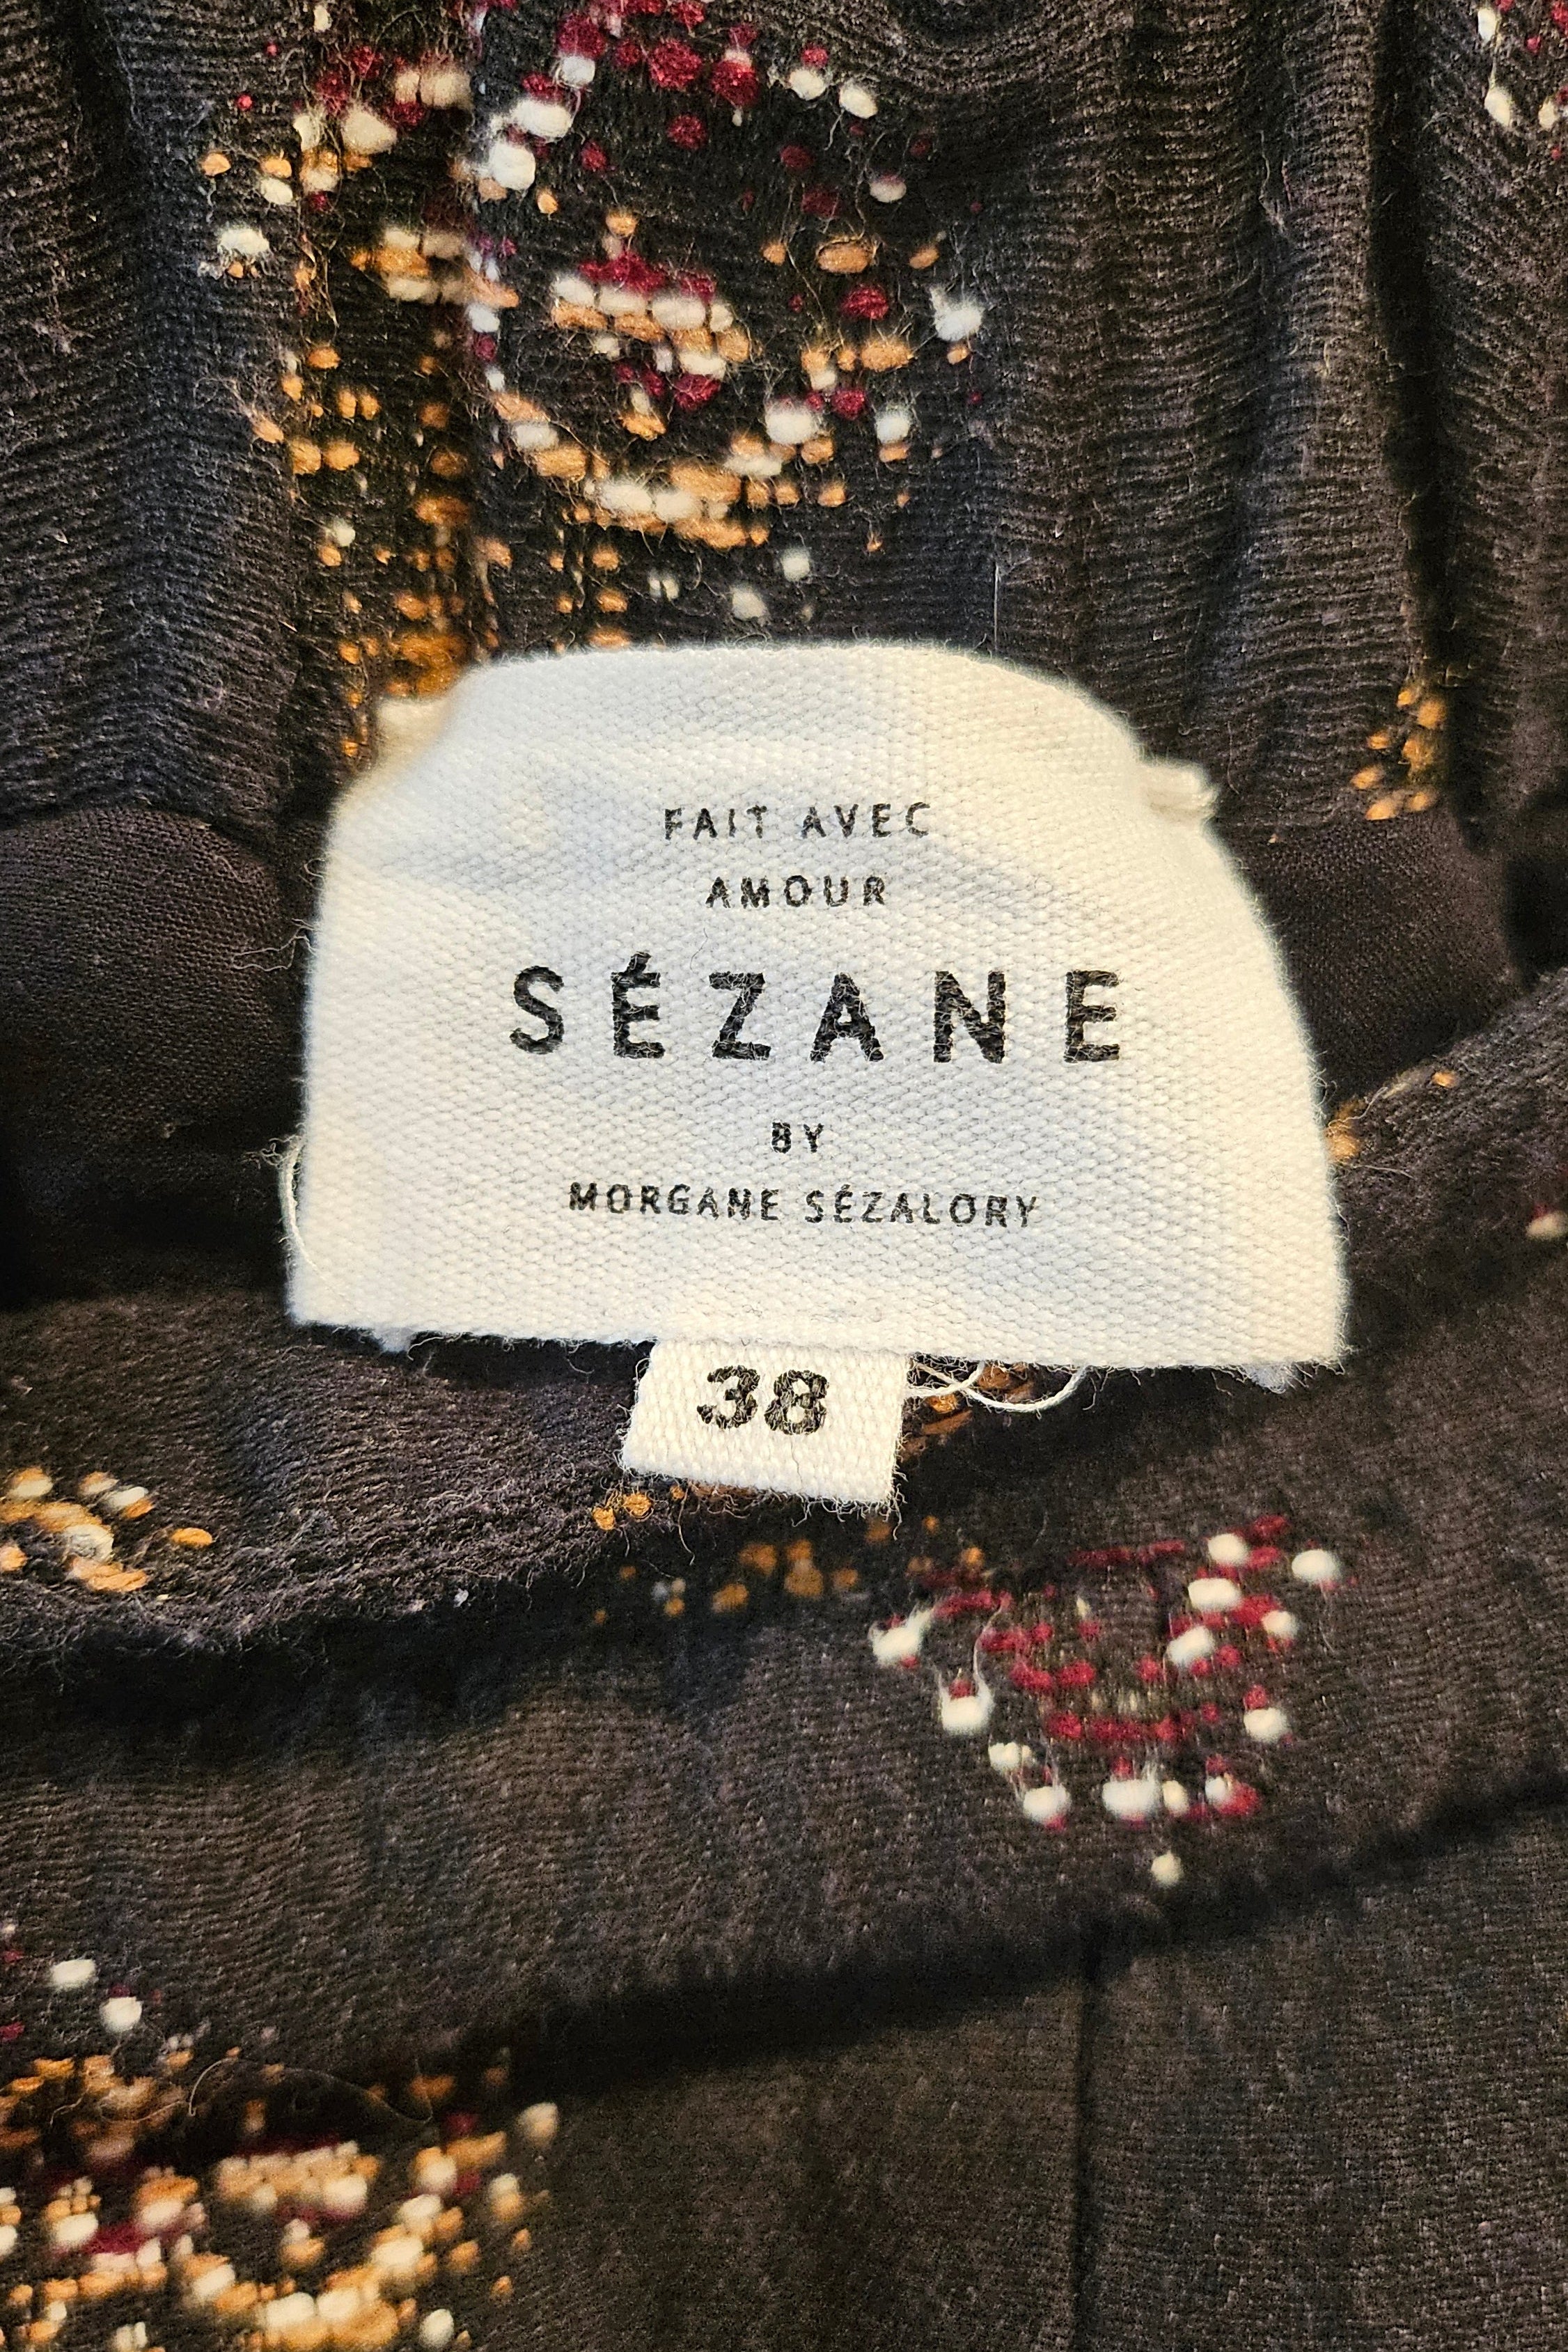 FAIT AVEC
AMOUR
SÉZANE
BY
MORGANE SÉZALORY
38